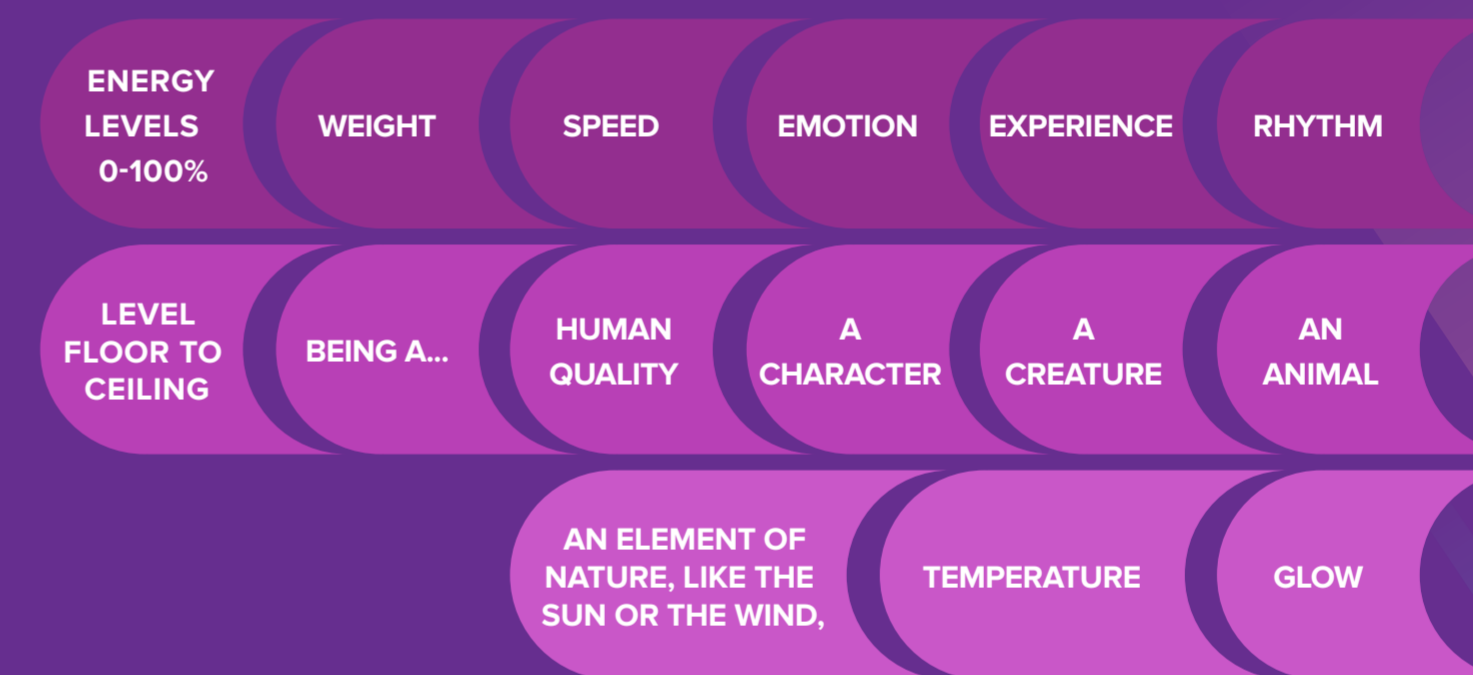 ENERGY
LEVELS
0-100%
WEIGHT
SPEED
EMOTION
EXPERIENCE
RHYTHM
LEVEL
FLOOR TO
CEILING
BEING A...
HUMAN
QUALITY
A
CHARACTER
A
CREATURE
AN
ANIMAL
AN ELEMENT OF
NATURE, LIKE THE
SUN OR THE WIND,
TEMPERATURE
GLOW